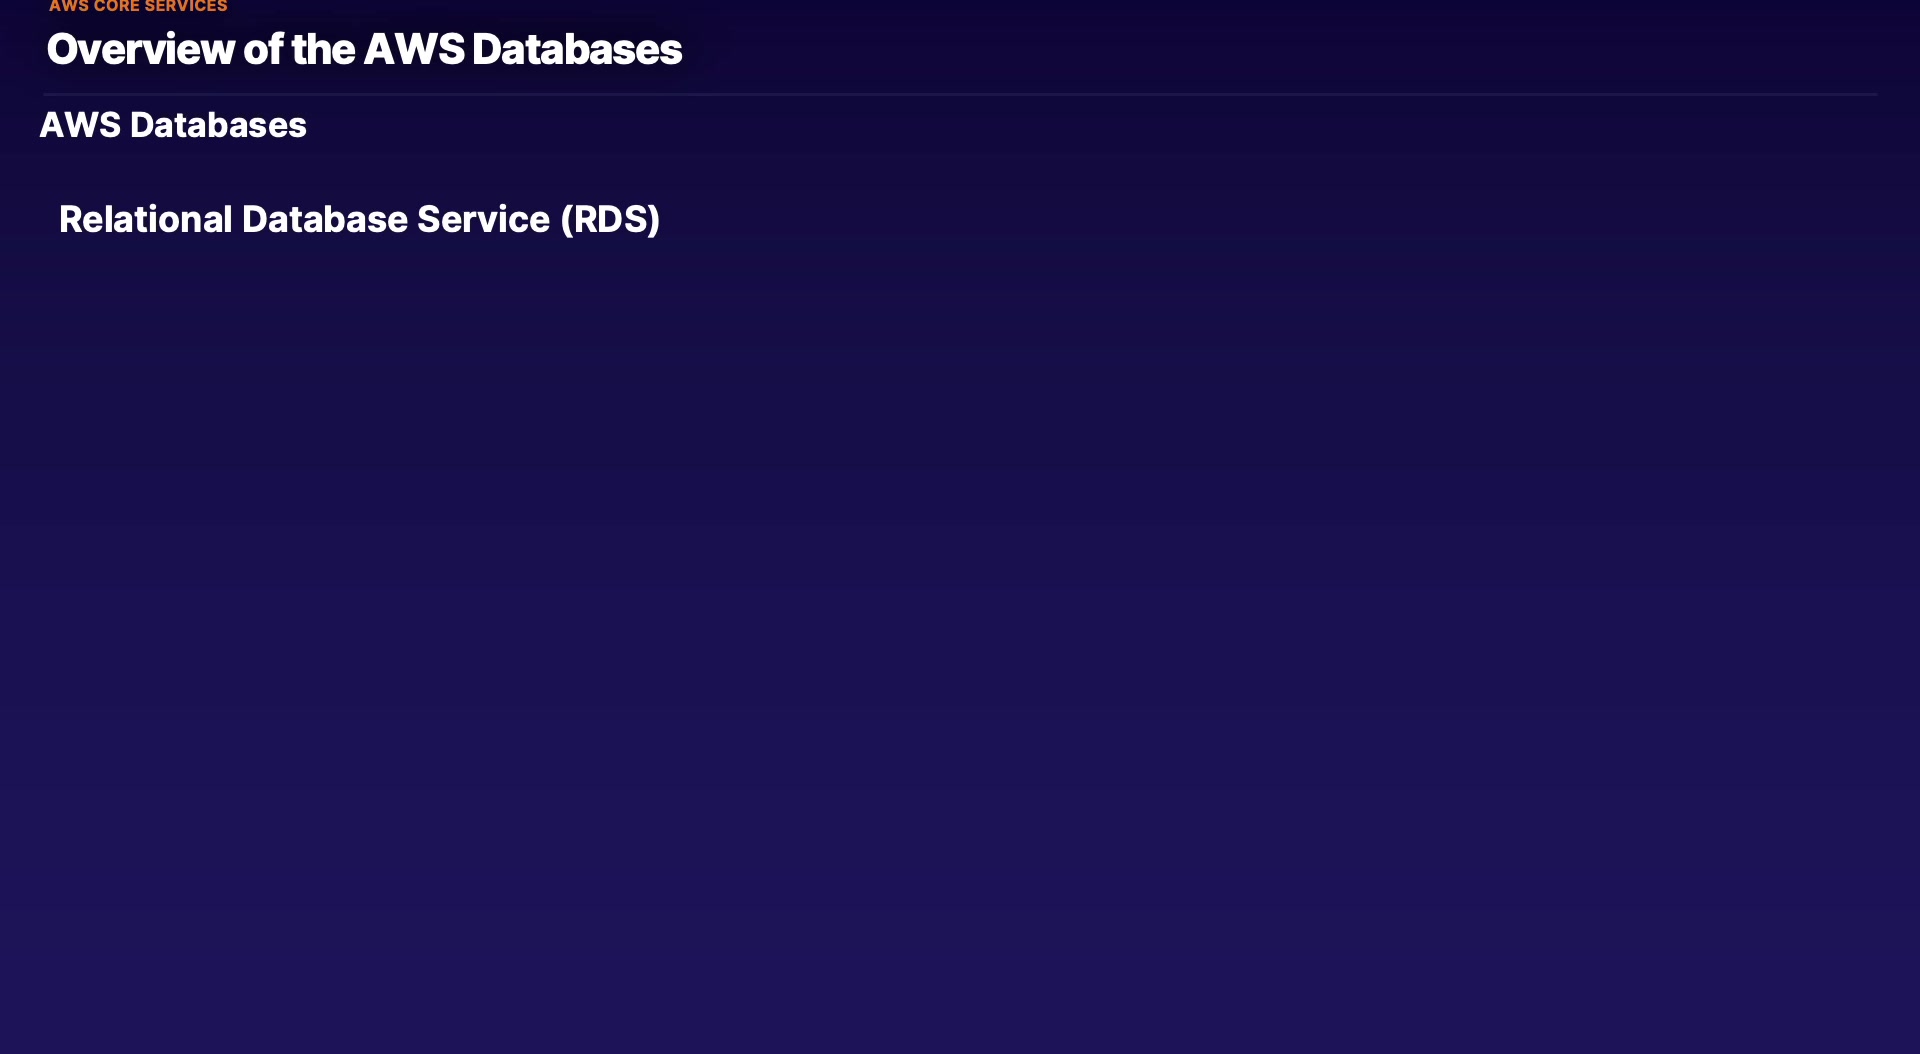 AWS CORE SERVICES
Overview of the AWS Databases
AWS Databases
Relational Database Service (RDS)